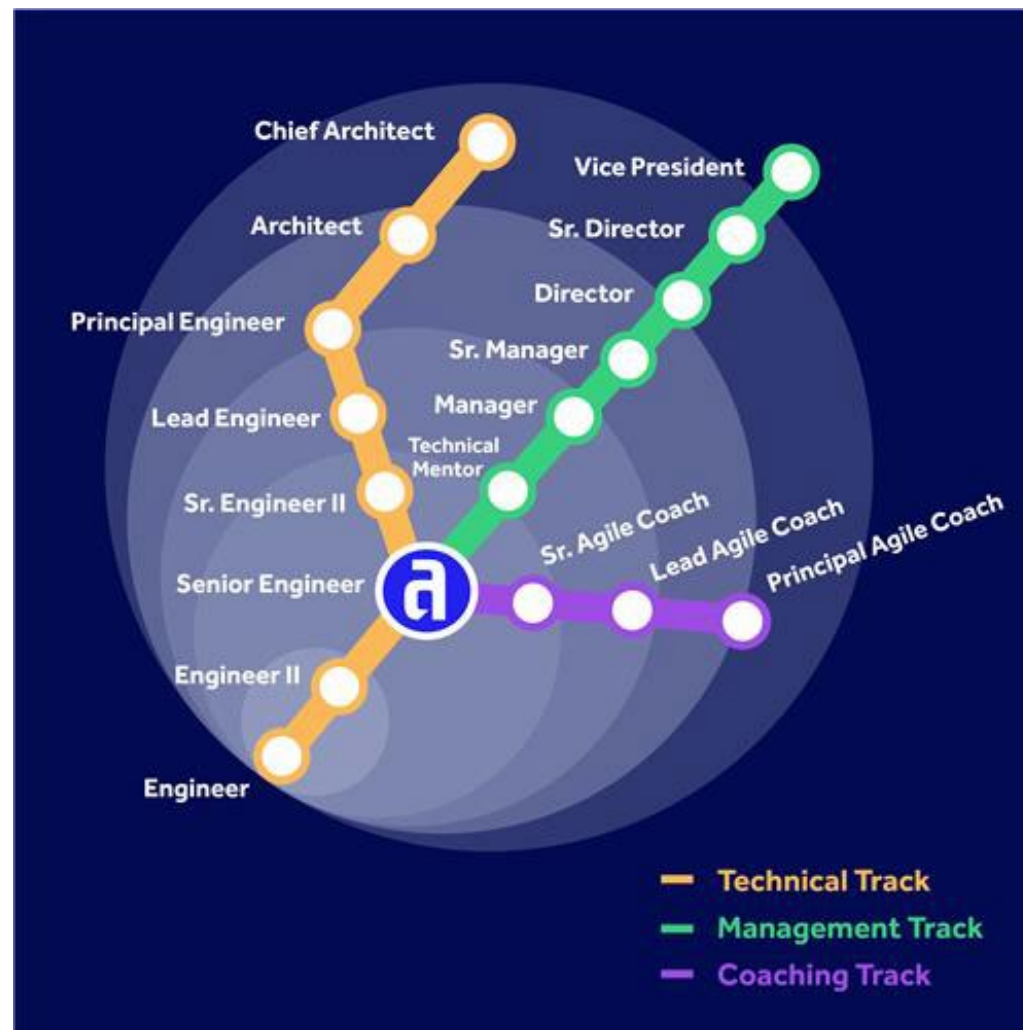 Chief Architect
Vice President
Architect
Sr. Director
Director
Principal Engineer
Sr. Manager
Manager
Lead Engineer
Technical
Mentor
Sr. Engineer II
Sr. Agile Coach
Lead Agile Coach
Principal Agile Coach
Senior Engineer
a
Engineer II
Engineer
Technical Track
Management Track
Coaching Track